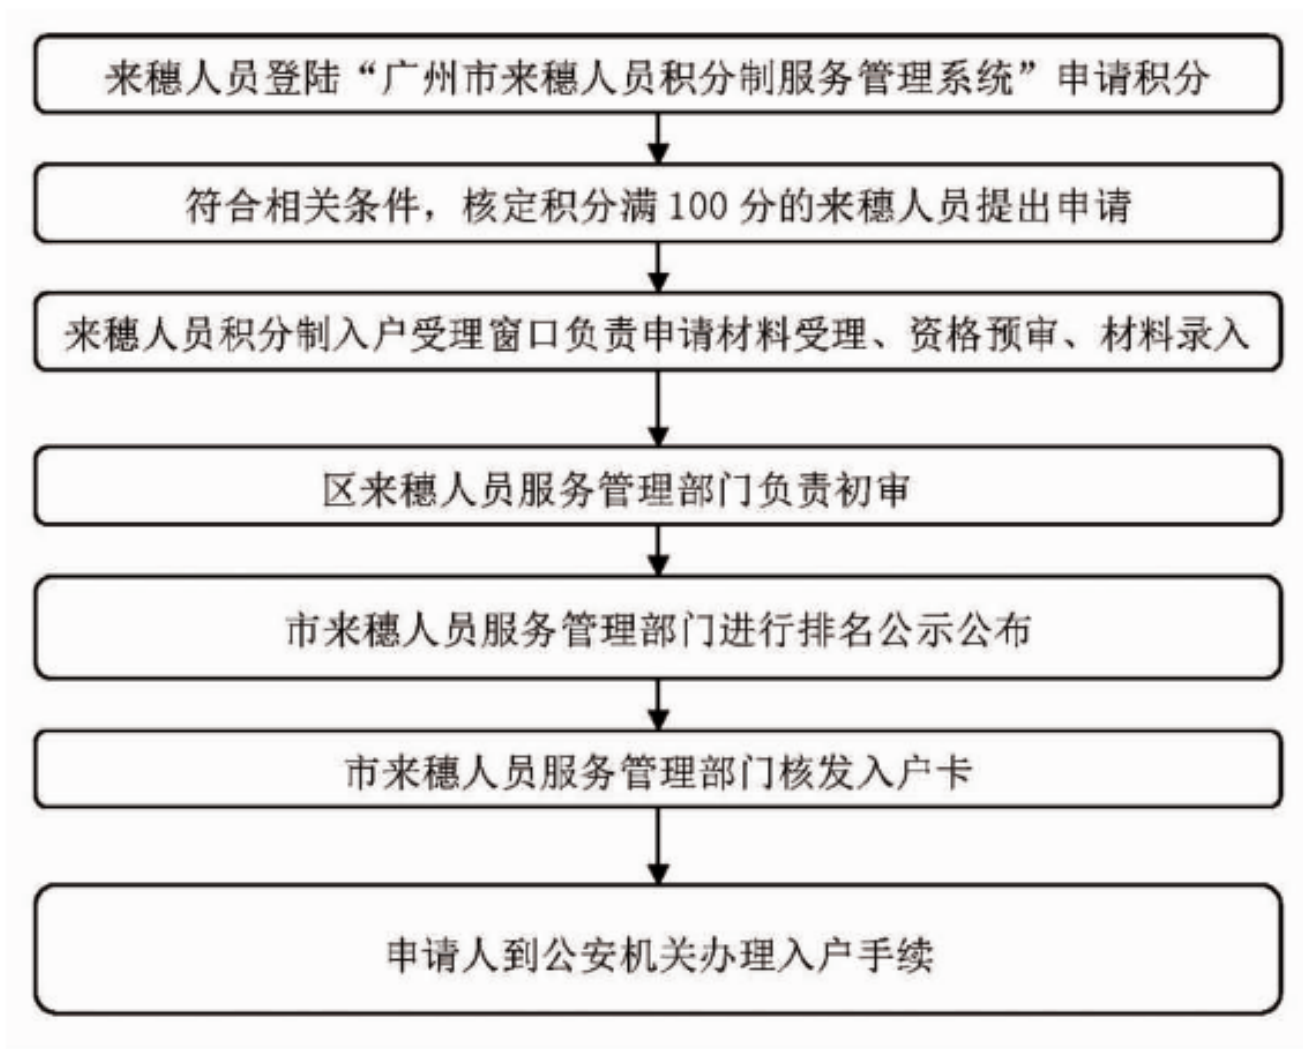 来穗人员登陆“广州市来穗人员积分制服务管理系统”申请积分
符合相关条件，核定积分满100分的来穗人员提出申请
来穗人员积分制入户受理窗口负责申请材料受理、资格预审、材料录入
区来穗人员服务管理部门负责初审
市来穗人员服务管理部门进行排名公示公布
市来穗人员服务管理部门核发入户卡
申请人到公安机关办理入户手续